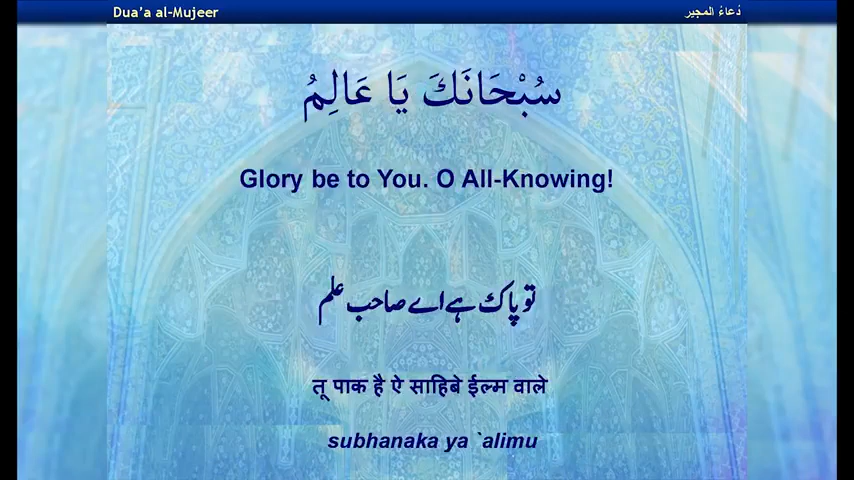 Dua'a al-Mujeer دُعاءُ المجير
سُبْحَانَكَ يَا عَالِمُ
Glory be to You. O All-Knowing!
تو پاک ہے اے صاحب علم
तू पाक है ऐ साहिबे ईल्म वाले
subhanaka ya `alimu